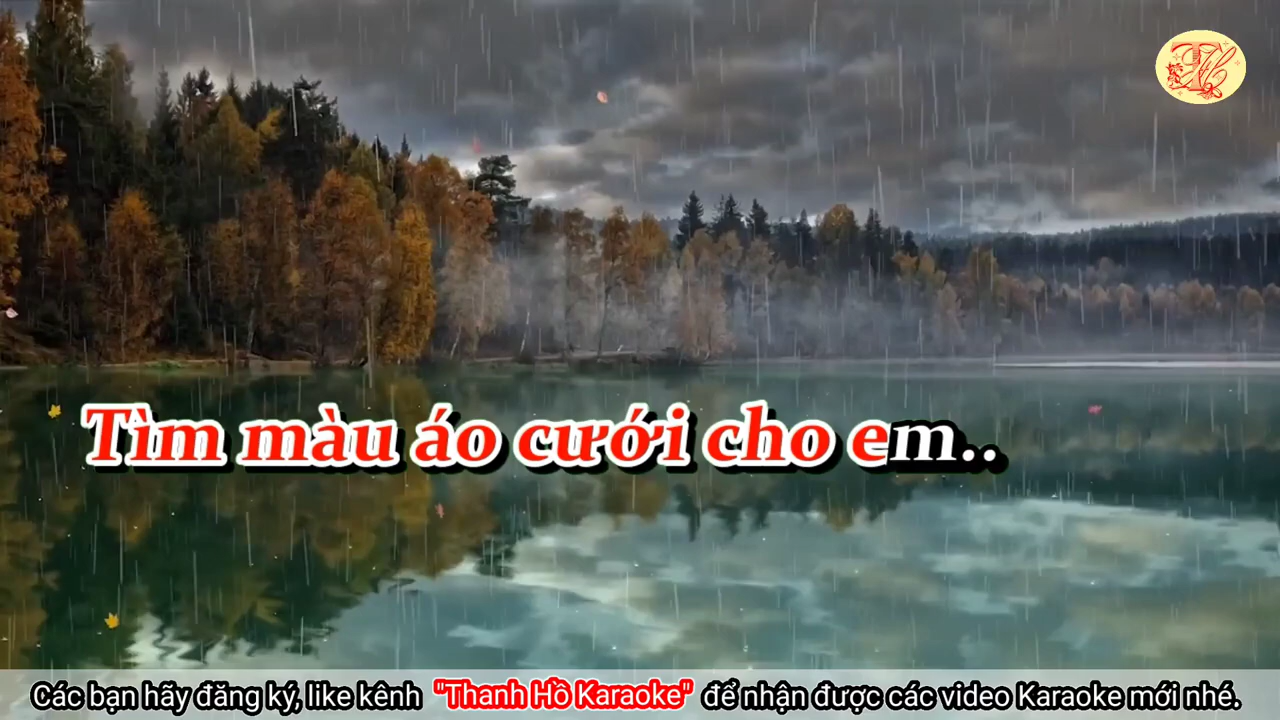 Tìm màu áo cưới cho em..
Các bạn hãy đăng ký, like kênh "Thanh Hồ Karaoke" để nhận được các video Karaoke mới nhé.